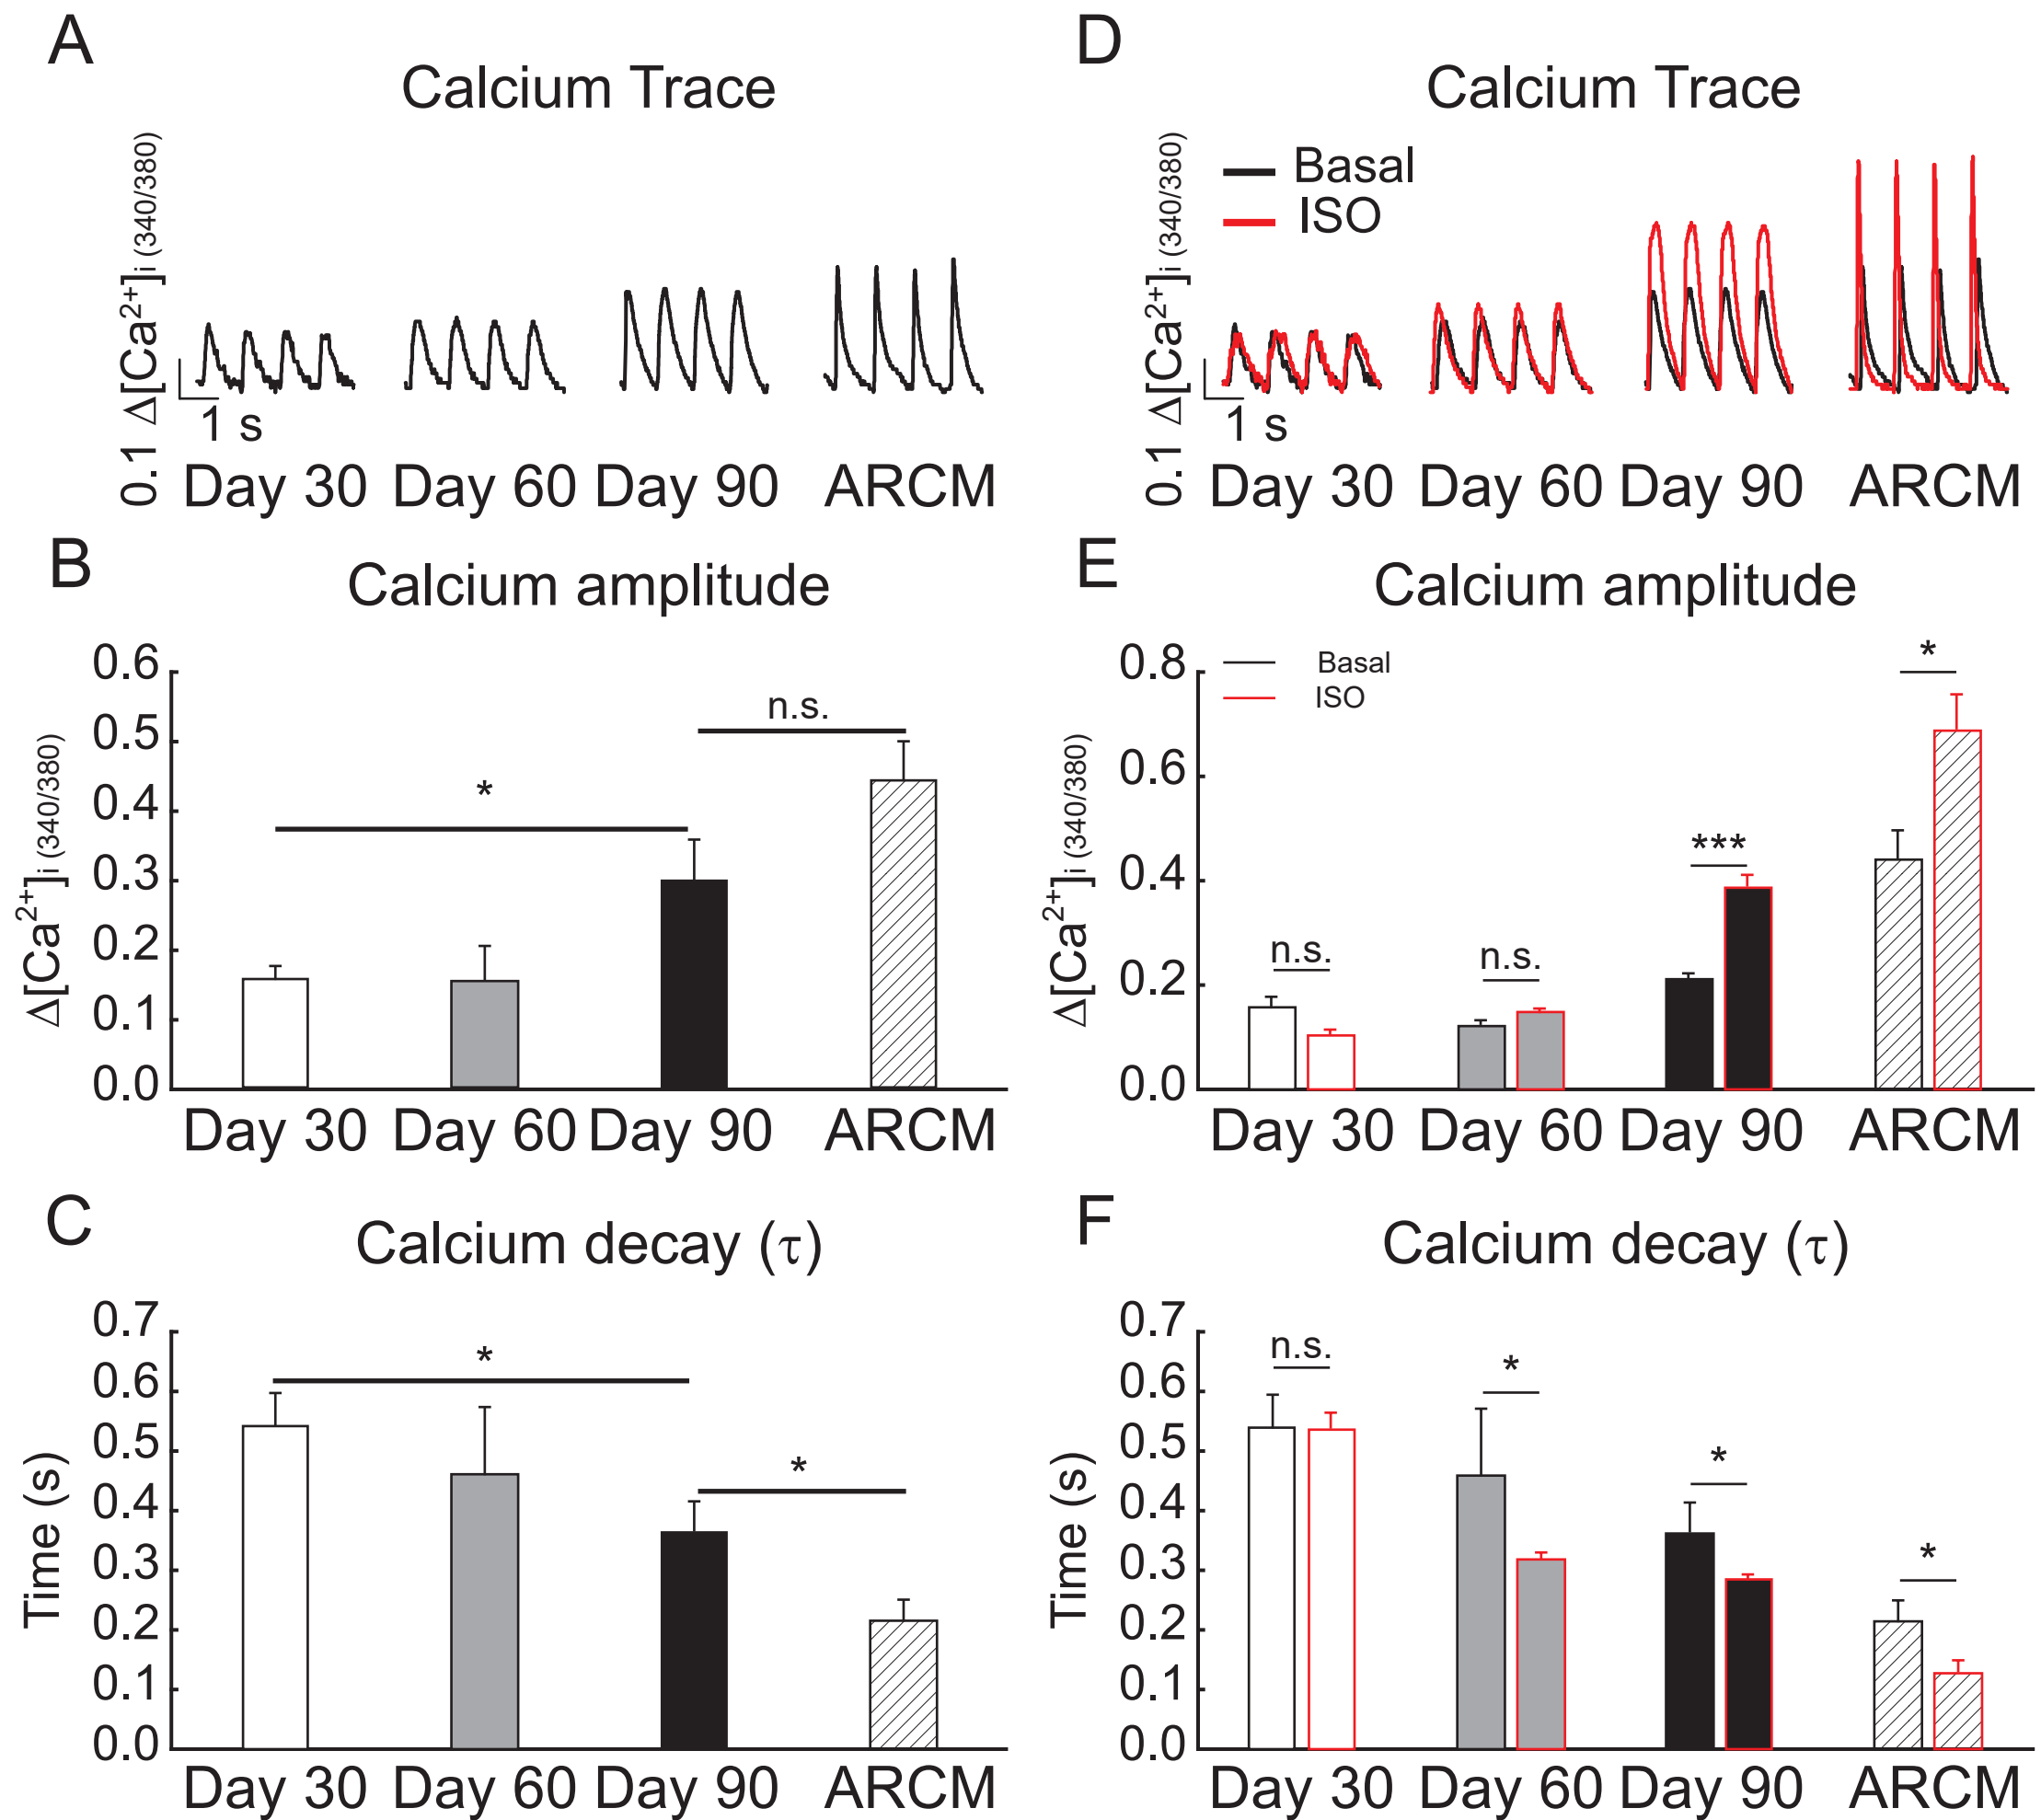 A
Calcium Trace
0.1 Δ[Ca²⁺]i (340/380)
1 s
Day 30 Day 60 Day 90 ARCM
B
Calcium amplitude
Δ[Ca²⁺]i (340/380)
0.6
0.5
0.4
0.3
0.2
0.1
0.0
*
n.s.
Day 30 Day 60 Day 90 ARCM
C
Calcium decay (τ)
Time (s)
0.7
0.6
0.5
0.4
0.3
0.2
0.1
0.0
*
*
Day 30 Day 60 Day 90 ARCM
D
Calcium Trace
Basal
ISO
0.1 Δ[Ca²⁺]i (340/380)
1 s
Day 30 Day 60 Day 90 ARCM
E
Calcium amplitude
Basal
ISO
Δ[Ca²⁺]i (340/380)
0.8
0.6
0.4
0.2
0.0
n.s.
n.s.
***
*
Day 30 Day 60 Day 90 ARCM
F
Calcium decay (τ)
Time (s)
0.7
0.6
0.5
0.4
0.3
0.2
0.1
0.0
n.s.
*
*
*
Day 30 Day 60 Day 90 ARCM